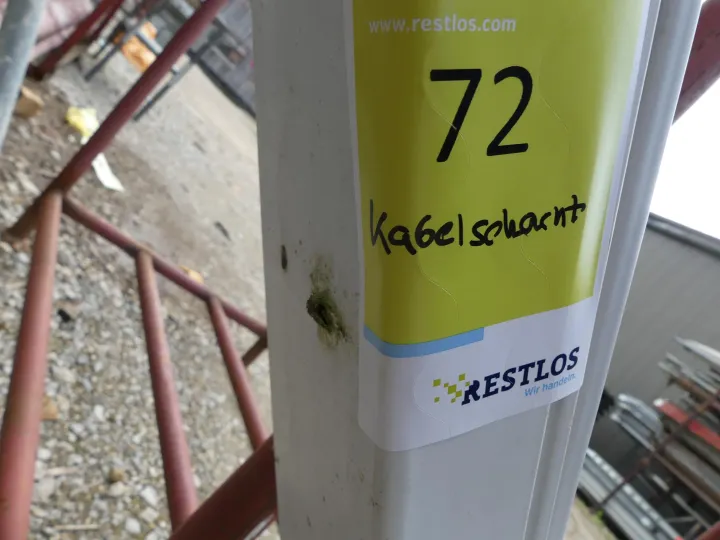 www.restlos.com
72
Kabelschacht
RESTLOS
Wir handeln.